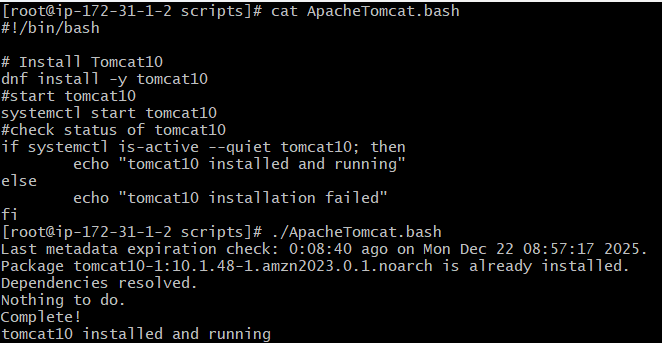 [root@ip-172-31-1-2 scripts]# cat ApacheTomcat.bash
#!/bin/bash

# Install Tomcat10
dnf install -y tomcat10
#start tomcat10
systemctl start tomcat10
#check status of tomcat10
if systemctl is-active --quiet tomcat10; then
        echo "tomcat10 installed and running"
else
        echo "tomcat10 installation failed"
fi
[root@ip-172-31-1-2 scripts]# ./ApacheTomcat.bash
Last metadata expiration check: 0:08:40 ago on Mon Dec 22 08:57:17 2025.
Package tomcat10-1:10.1.48-1.amzn2023.0.1.noarch is already installed.
Dependencies resolved.
Nothing to do.
Complete!
tomcat10 installed and running